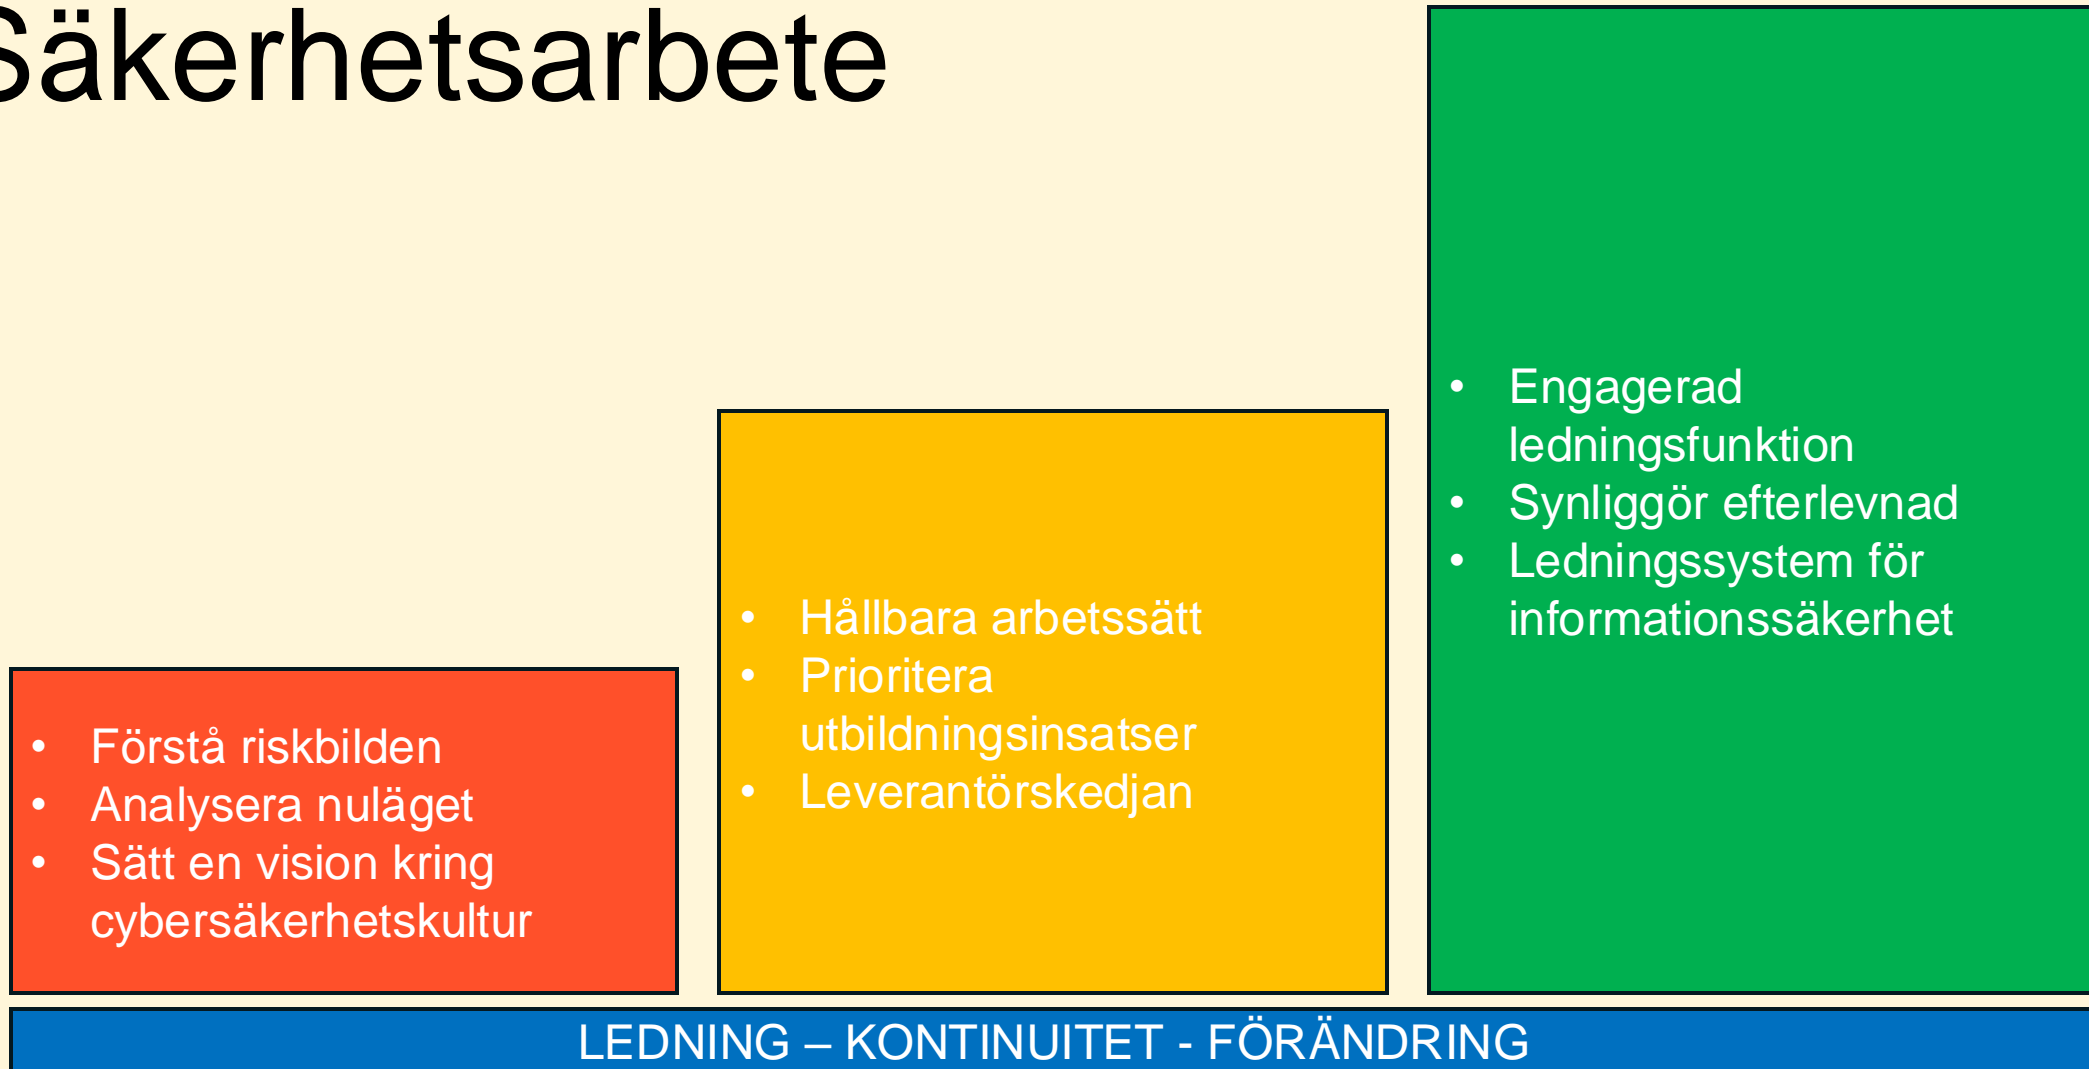 Säkerhetsarbete
• Förstå riskbilden
• Analysera nuläget
• Sätt en vision kring
cybersäkerhetskultur
• Hållbara arbetssätt
• Prioritera
utbildningsinsatser
• Leverantörskedjan
• Engagerad
ledningsfunktion
• Synliggör efterlevnad
• Ledningssystem för
informationssäkerhet
LEDNING – KONTINUITET - FÖRÄNDRING